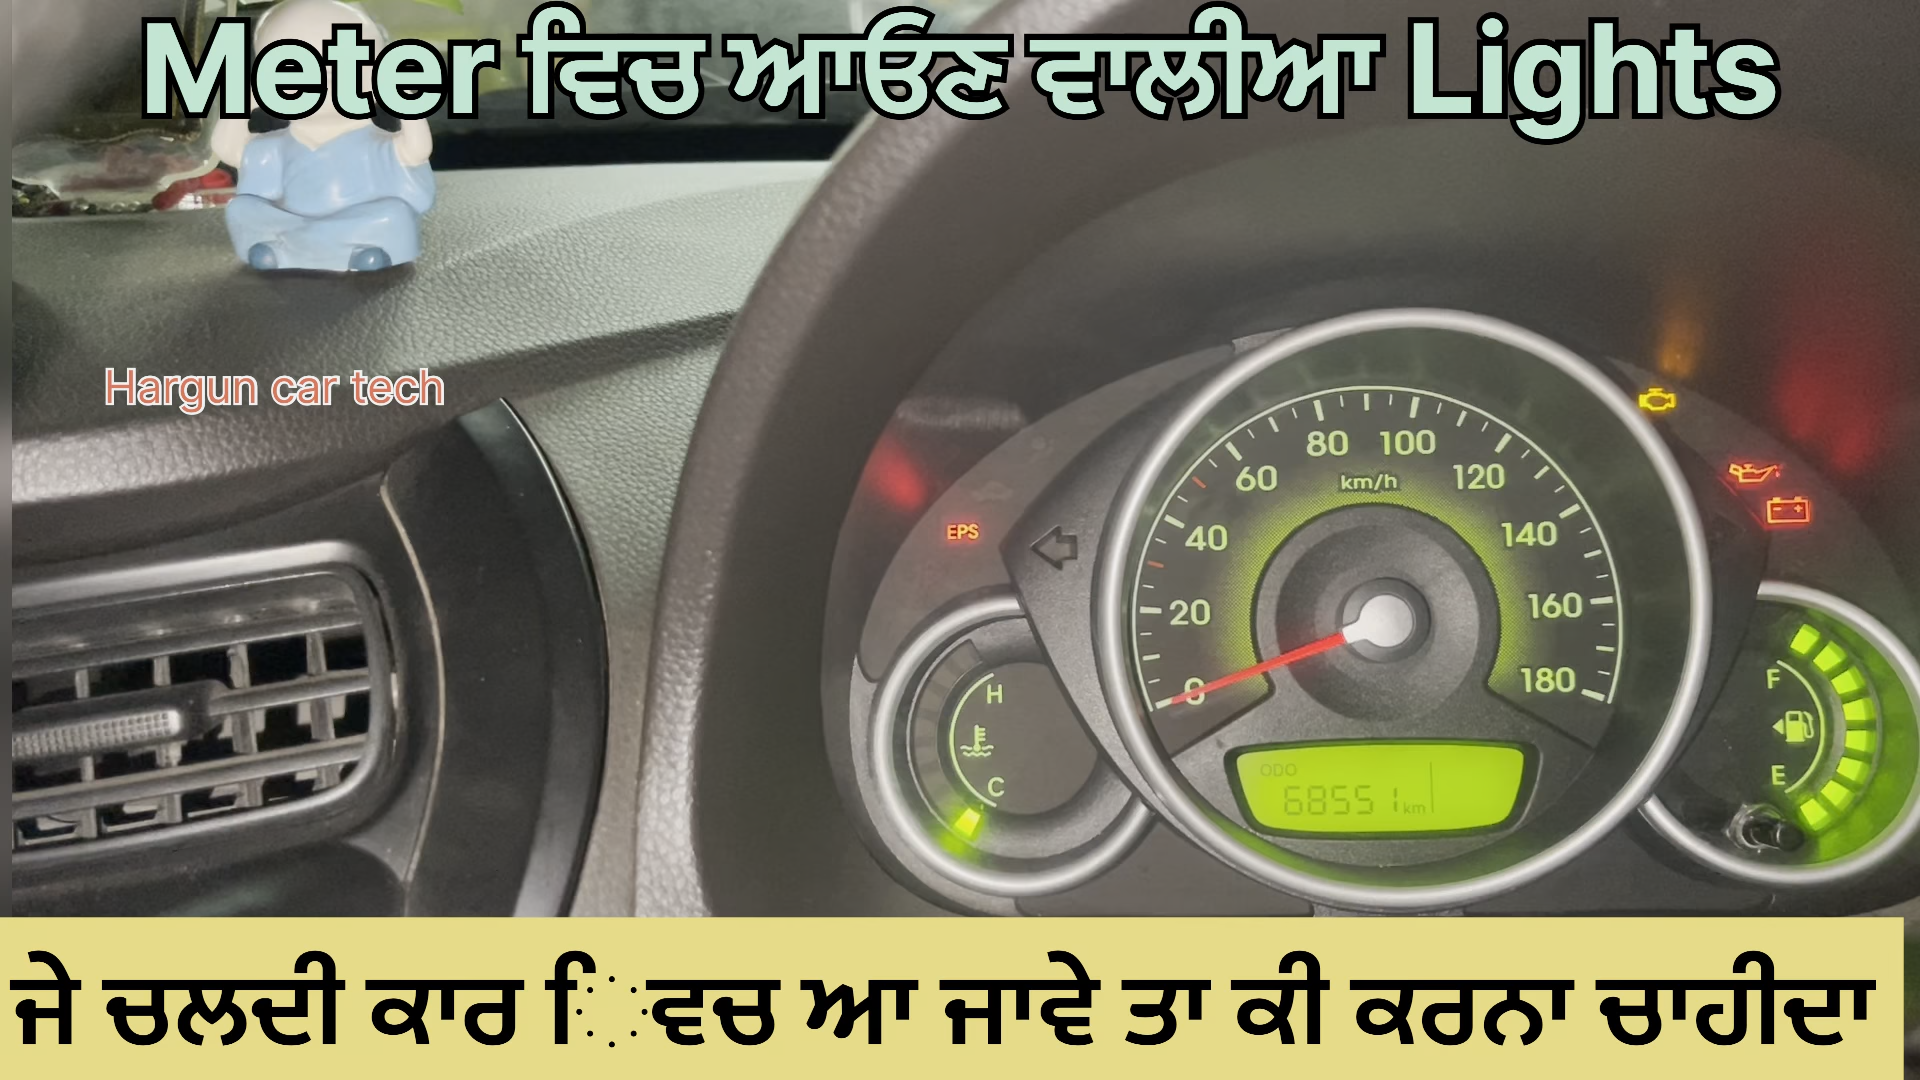 Meter ਵਿਚ ਆਓਣ ਵਾਲੀਆ Lights
Hargun car tech
EPS
80 100
60 120
km/h
40 140
20 160
0 180
H
C
F
E
ODO
68551 km
ਜੇ ਚਲਦੀ ਕਾਰ ਿਵਚ ਆ ਜਾਵੇ ਤਾ ਕੀ ਕਰਨਾ ਚਾਹੀਦਾ